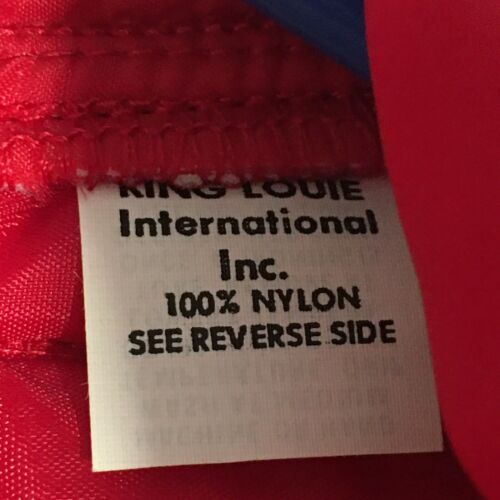 KING LOUIE
International
Inc.
100% NYLON
SEE REVERSE SIDE